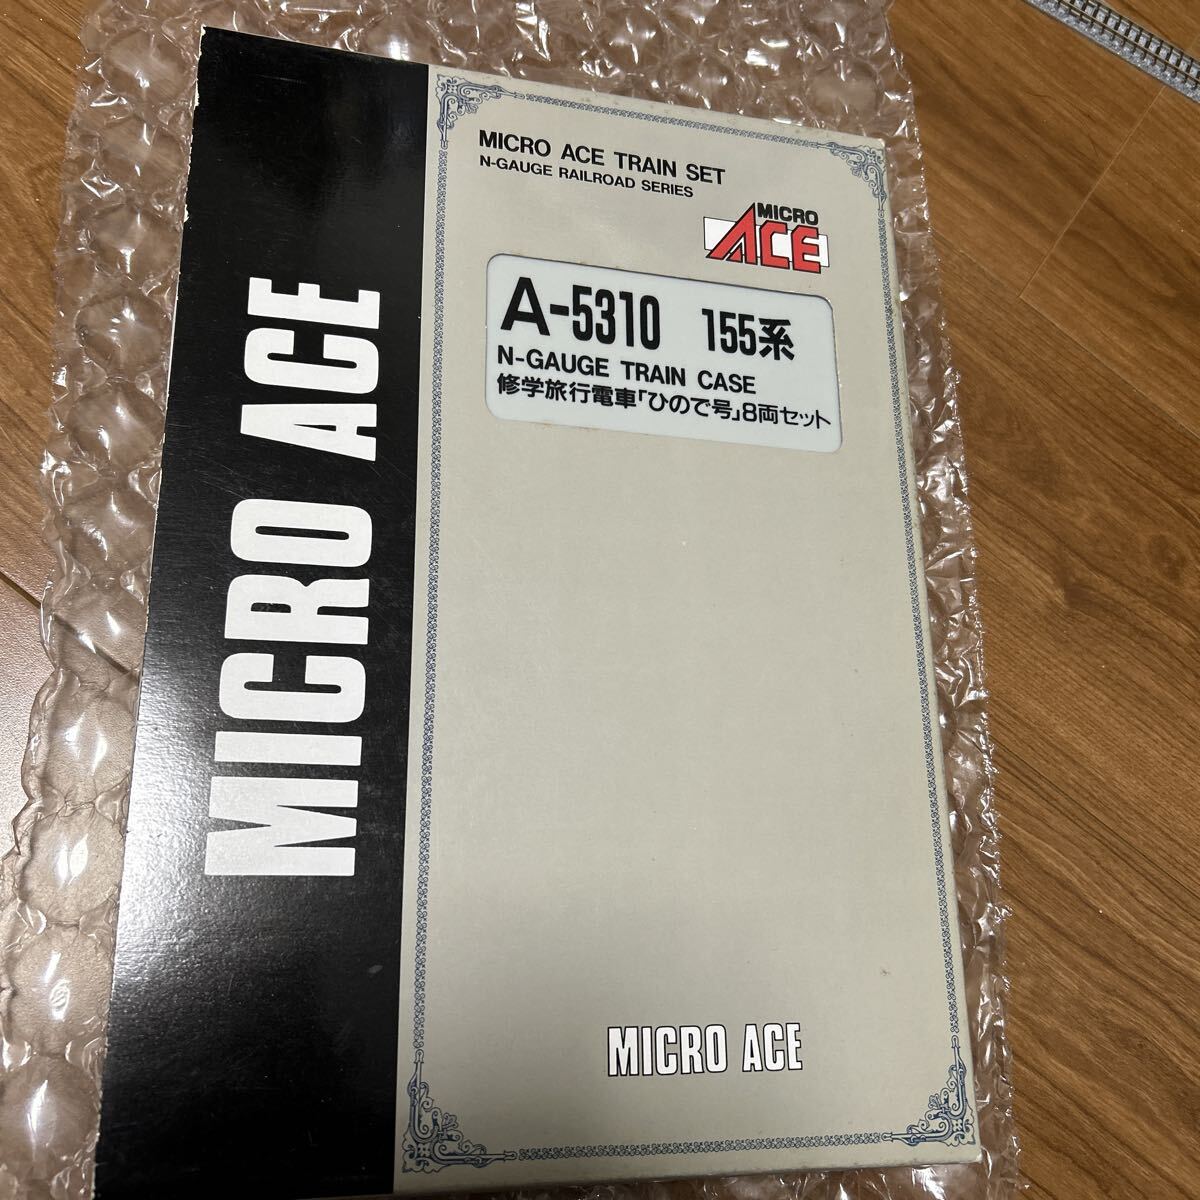 MICRO ACE
MICRO ACE TRAIN SET
N-GAUGE RAILROAD SERIES
MICRO
ACE
A-5310 155系
N-GAUGE TRAIN CASE
修学旅行電車「ひので号」8両セット
MICRO ACE